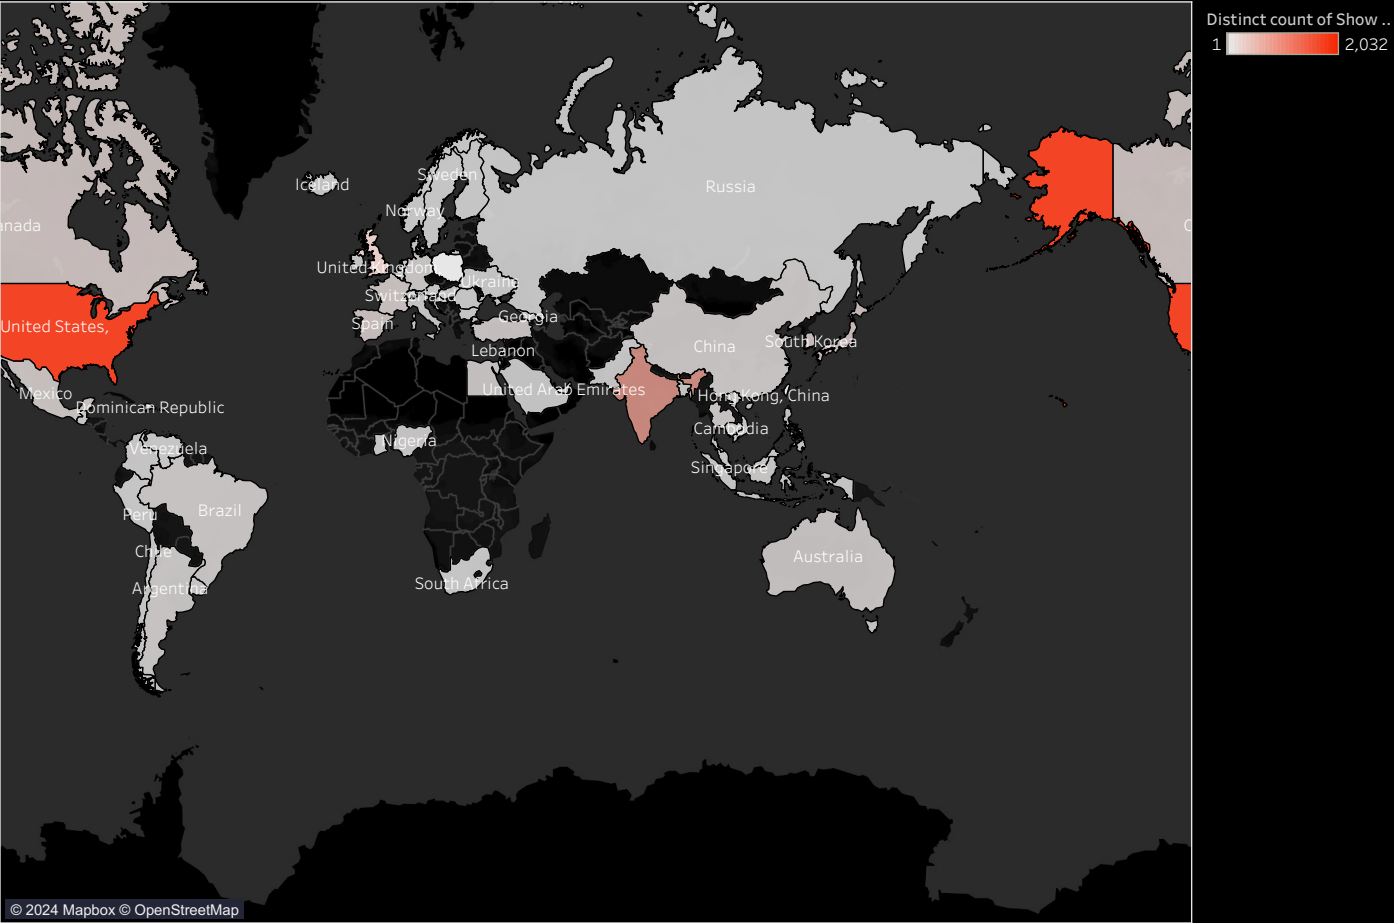 Distinct count of Show ..
1 2,032
Sweden
Iceland
Russia
Norway
anada
C
United Kingdom
Ukraine
Switzerland
Georgia
Spain
United States,
South Korea
China
Lebanon
United Arab Emirates
Mexico
Hong Kong, China
Dominican Republic
Cambodia
Nigeria
Venezuela
Singapore
Brazil
Peru
Chile
Australia
South Africa
Argentina
© 2024 Mapbox © OpenStreetMap